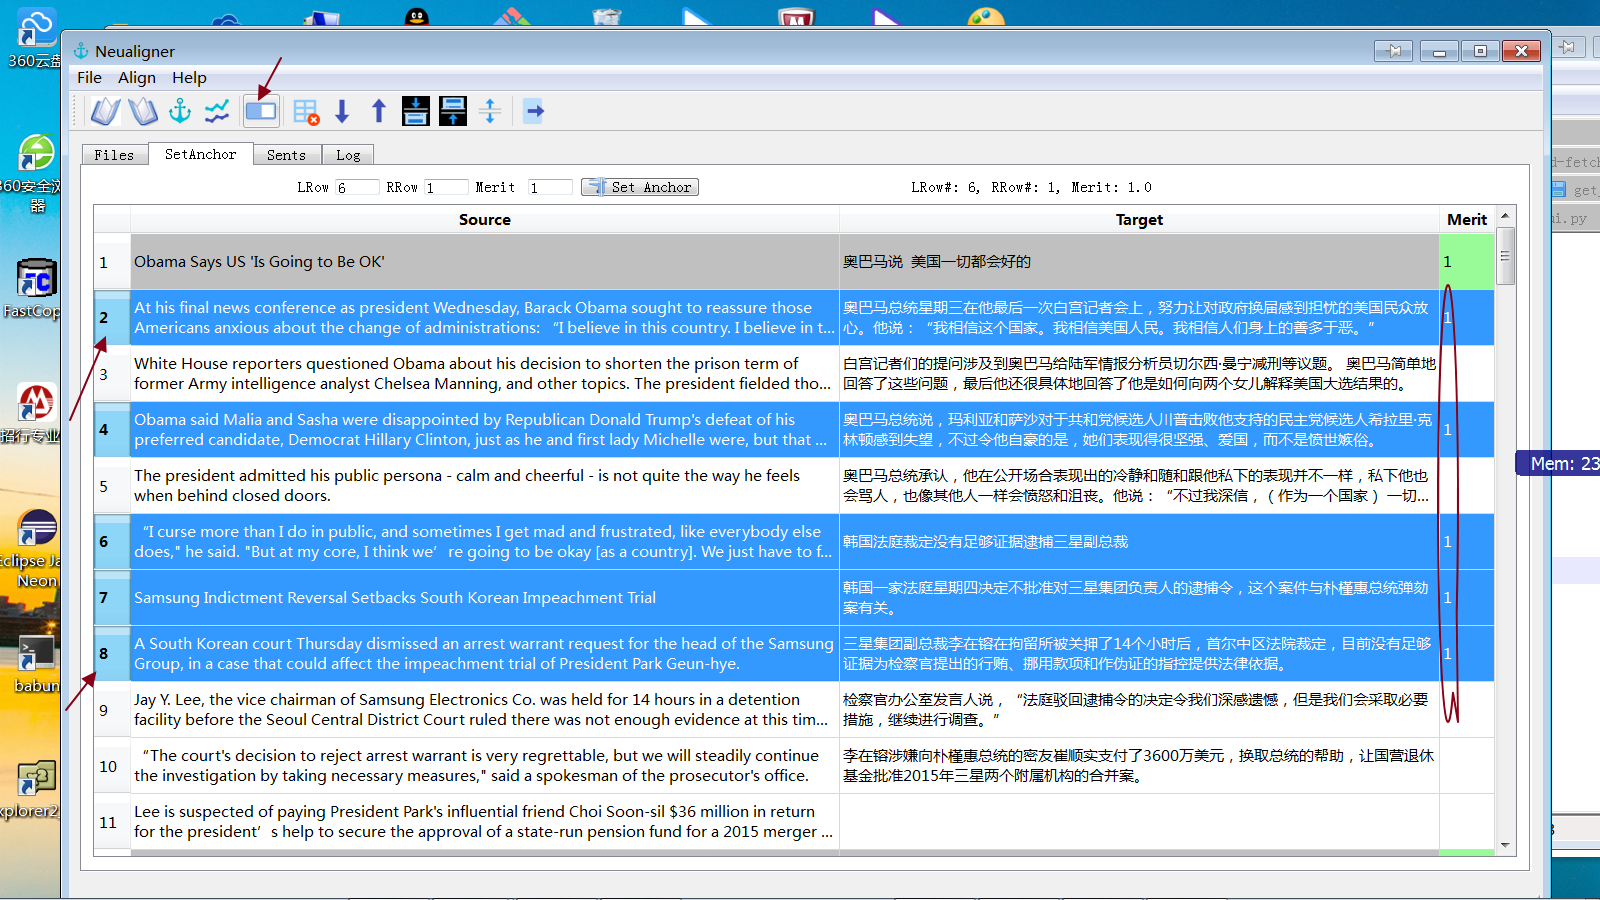 360云盘
Neualigner
File Align Help
Files SetAnchor Sents Log
LRow 6 RRow 1 Merit 1 Set Anchor LRow#: 6, RRow#: 1, Merit: 1.0
Source Target Merit
1 Obama Says US 'Is Going to Be OK' 奥巴马说 美国一切都会好的 1
2 At his final news conference as president Wednesday, Barack Obama sought to reassure those
Americans anxious about the change of administrations: “I believe in this country. I believe in t...
奥巴马总统星期三在他最后一次白宫记者会上，努力让对政府换届感到担忧的美国民众放
心。他说：“我相信这个国家。我相信美国人民。我相信人们身上的善多于恶。”
1
3 White House reporters questioned Obama about his decision to shorten the prison term of
former Army intelligence analyst Chelsea Manning, and other topics. The president fielded tho...
白宫记者们的提问涉及到奥巴马给陆军情报分析员切尔西·曼宁减刑等议题。 奥巴马简单地
回答了这些问题，最后他还很具体地回答了他是如何向两个女儿解释美国大选结果的。
4 Obama said Malia and Sasha were disappointed by Republican Donald Trump's defeat of his
preferred candidate, Democrat Hillary Clinton, just as he and first lady Michelle were, but that ...
奥巴马总统说，玛利亚和萨沙对于共和党候选人川普击败他支持的民主党候选人希拉里·克
林顿感到失望，不过令他自豪的是，她们表现得很坚强、爱国，而不是愤世嫉俗。
1
5 The president admitted his public persona - calm and cheerful - is not quite the way he feels
when behind closed doors.
奥巴马总统承认，他在公开场合表现出的冷静和随和跟他私下的表现并不一样，私下他也
会骂人，也像其他人一样会愤怒和沮丧。他说：“不过我深信，（作为一个国家）一切...
6 “I curse more than I do in public, and sometimes I get mad and frustrated, like everybody else
does," he said. "But at my core, I think we’re going to be okay [as a country]. We just have to f...
韩国法庭裁定没有足够证据逮捕三星副总裁
1
7 Samsung Indictment Reversal Setbacks South Korean Impeachment Trial
韩国一家法庭星期四决定不批准对三星集团负责人的逮捕令，这个案件与朴槿惠总统弹劾
案有关。
1
8 A South Korean court Thursday dismissed an arrest warrant request for the head of the Samsung
Group, in a case that could affect the impeachment trial of President Park Geun-hye.
三星集团副总裁李在镕在拘留所被关押了14个小时后，首尔中区法院裁定，目前没有足够
证据为检察官提出的行贿、挪用款项和作伪证的指控提供法律依据。
1
9 Jay Y. Lee, the vice chairman of Samsung Electronics Co. was held for 14 hours in a detention
facility before the Seoul Central District Court ruled there was not enough evidence at this tim...
检察官办公室发言人说，“法庭驳回逮捕令的决定令我们深感遗憾，但是我们会采取必要
措施，继续进行调查。”
10 “The court's decision to reject arrest warrant is very regrettable, but we will steadily continue
the investigation by taking necessary measures," said a spokesman of the prosecutor's office.
李在镕涉嫌向朴槿惠总统的密友崔顺实支付了3600万美元，换取总统的帮助，让国营退休
基金批准2015年三星两个附属机构的合并案。
11 Lee is suspected of paying President Park's influential friend Choi Soon-sil $36 million in return
for the president’s help to secure the approval of a state-run pension fund for a 2015 merger ...
360安全浏
器
FastCop
招行专业
Eclipse Ja
Neon
babun
xplorer2
d-fetch
get_
ui.py
Mem: 23